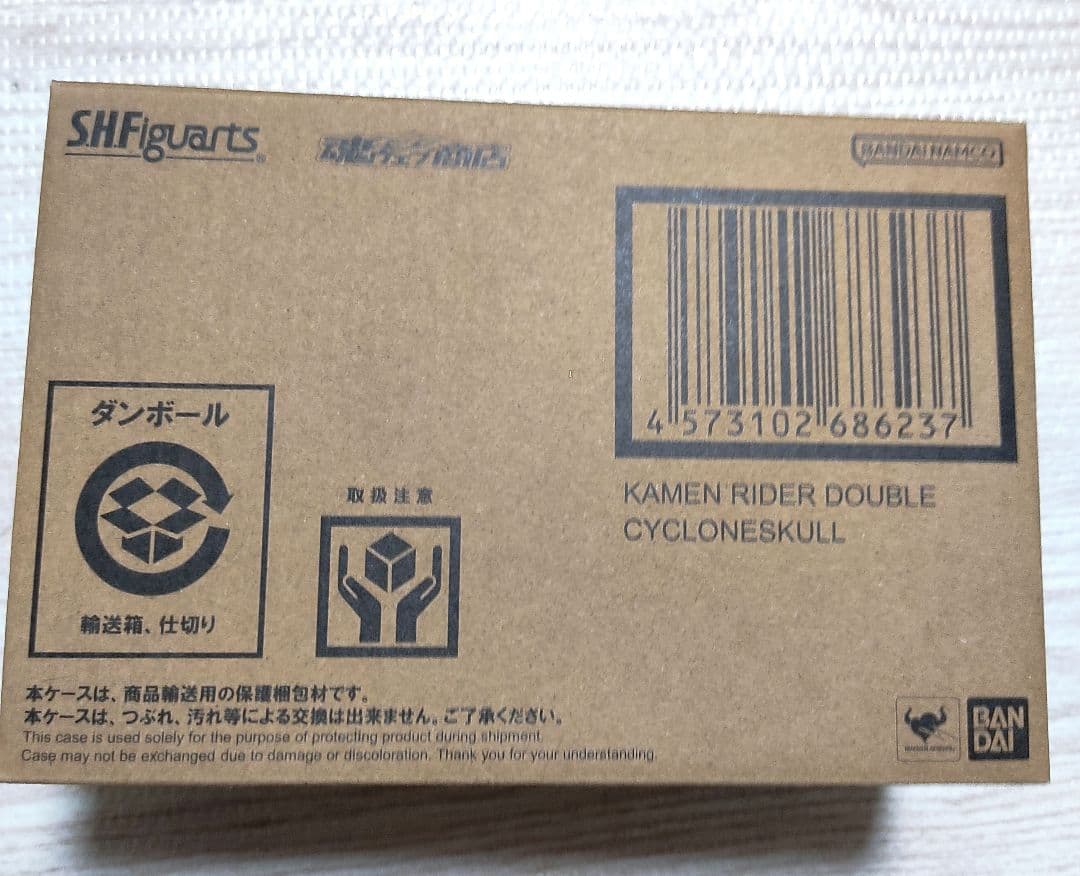 S.H.Figuarts
魂ウェブ商店
BANDAI NAMCO
4 573102 686237
KAMEN RIDER DOUBLE
CYCLONESKULL
ダンボール
輸送箱、仕切り
取扱注意
本ケースは、商品輸送用の保護梱包材です。
本ケースは、つぶれ、汚れ等による交換は出来ません。ご了承ください。
This case is used solely for the purpose of protecting product during shipment.
Case may not be exchanged due to damage or discoloration. Thank you for your understanding.
BAN
DAI